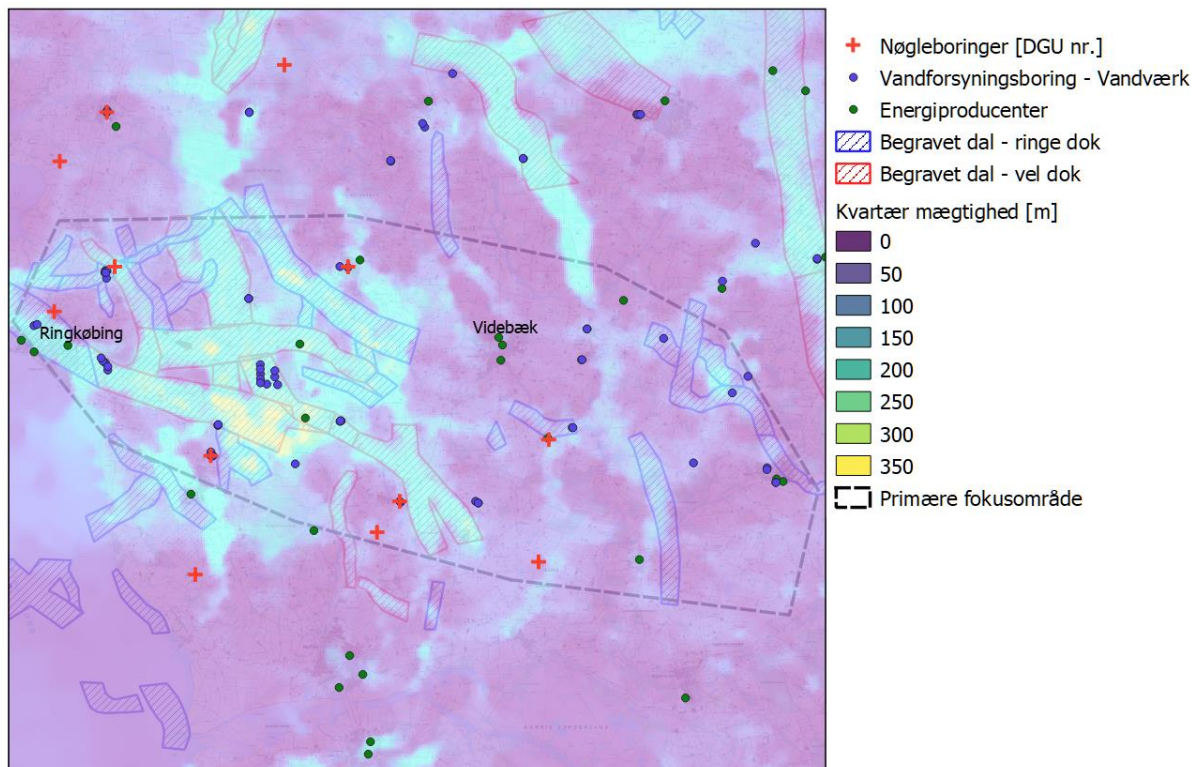 Nøgleboringer [DGU nr.]
Vandforsyningsboring - Vandværk
Energiproducenter
Begravet dal - ringe dok
Begravet dal - vel dok
Kvartær mægtighed [m]
0
50
100
150
200
250
300
350
Primære fokusområde
Ringkøbing
Videbæk